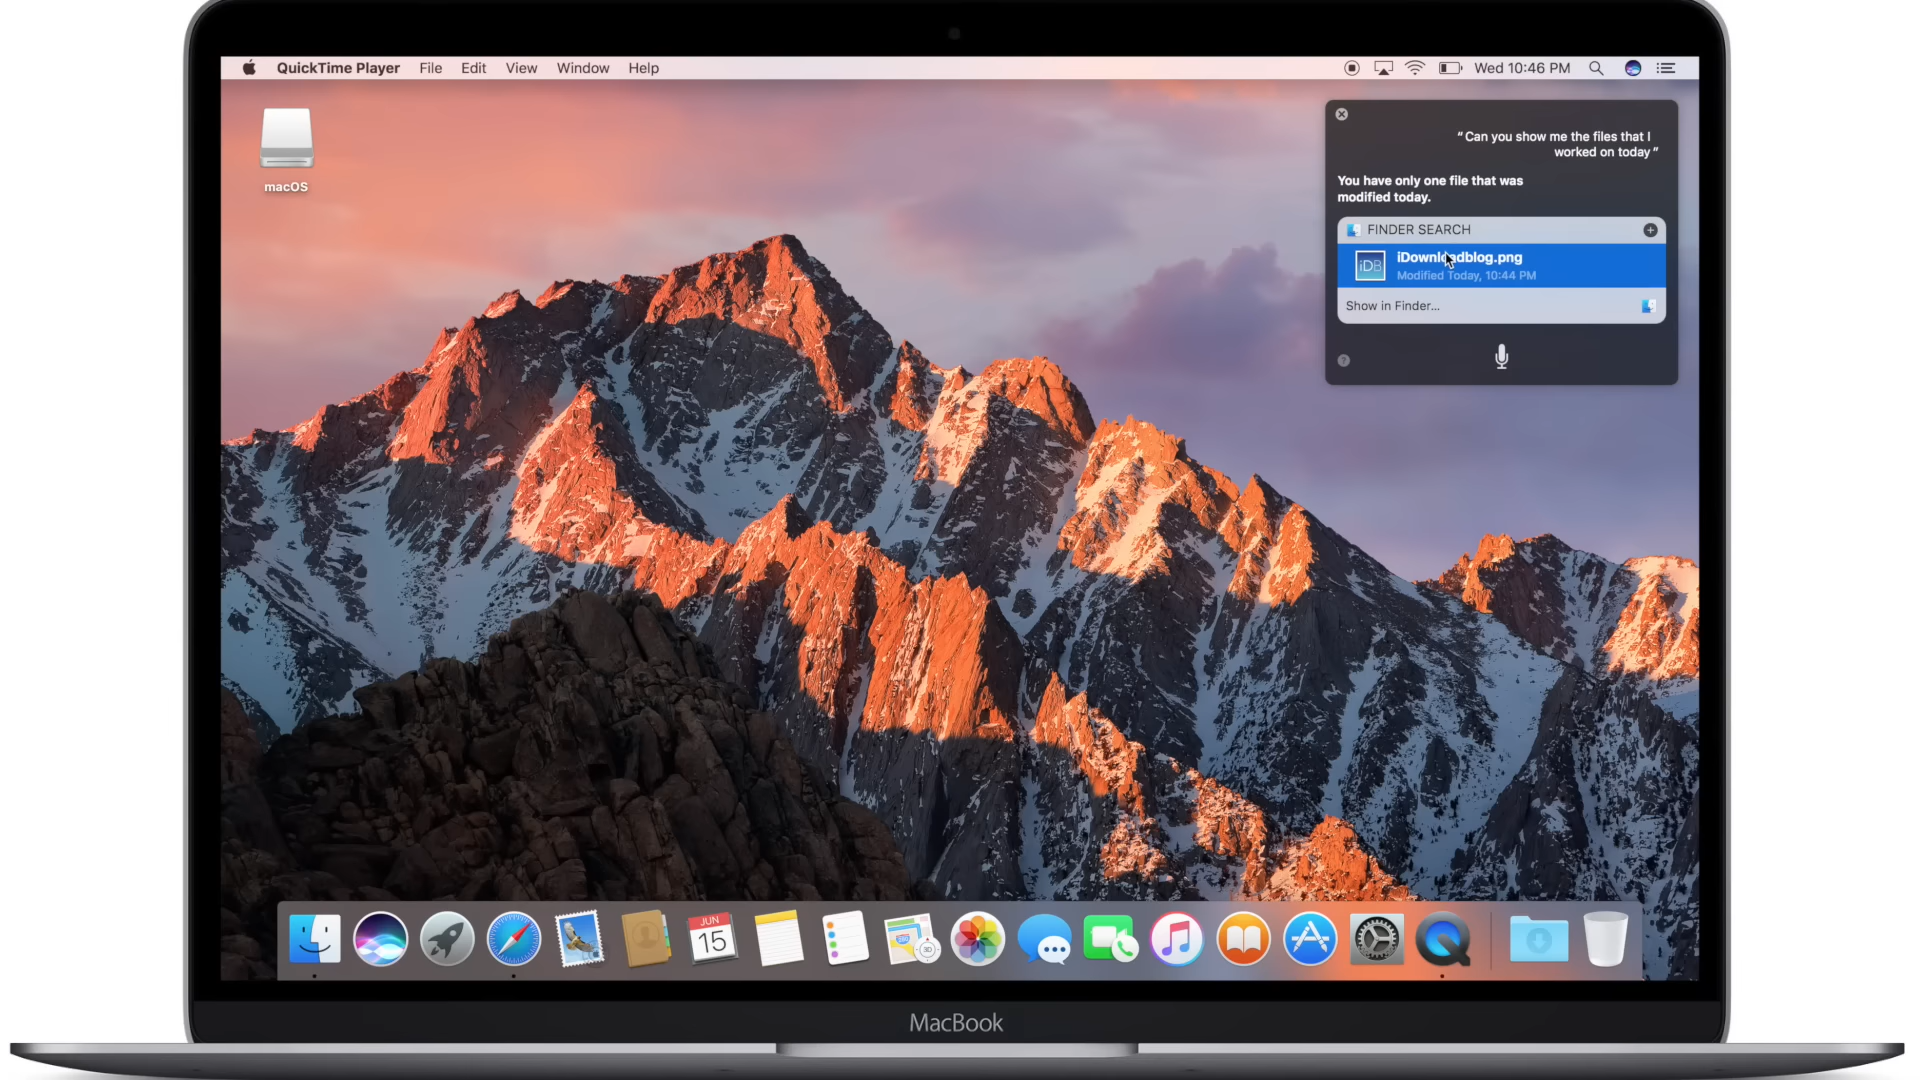 QuickTime Player File Edit View Window Help Wed 10:46 PM
macOS
“Can you show me the files that I
worked on today”
You have only one file that was
modified today.
FINDER SEARCH
iDB
iDownloadblog.png
Modified Today, 10:44 PM
Show in Finder...
?
JUN
15
280
3D
MacBook